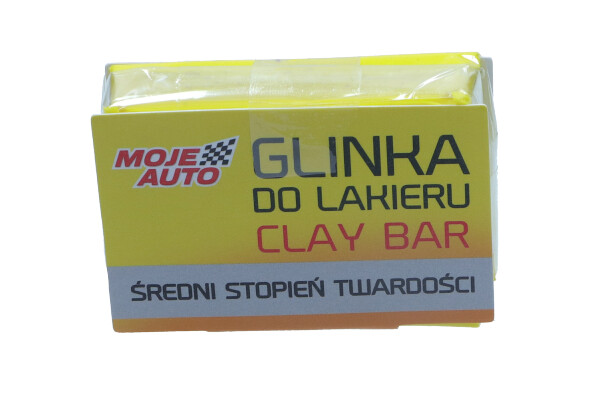 MOJE
AUTO
GLINKA
DO LAKIERU
CLAY BAR
ŚREDNI STOPIEŃ TWARDOŚCI